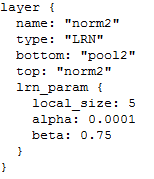 layer {
  name: "norm2"
  type: "LRN"
  bottom: "pool2"
  top: "norm2"
  lrn_param {
    local_size: 5
    alpha: 0.0001
    beta: 0.75
  }
}